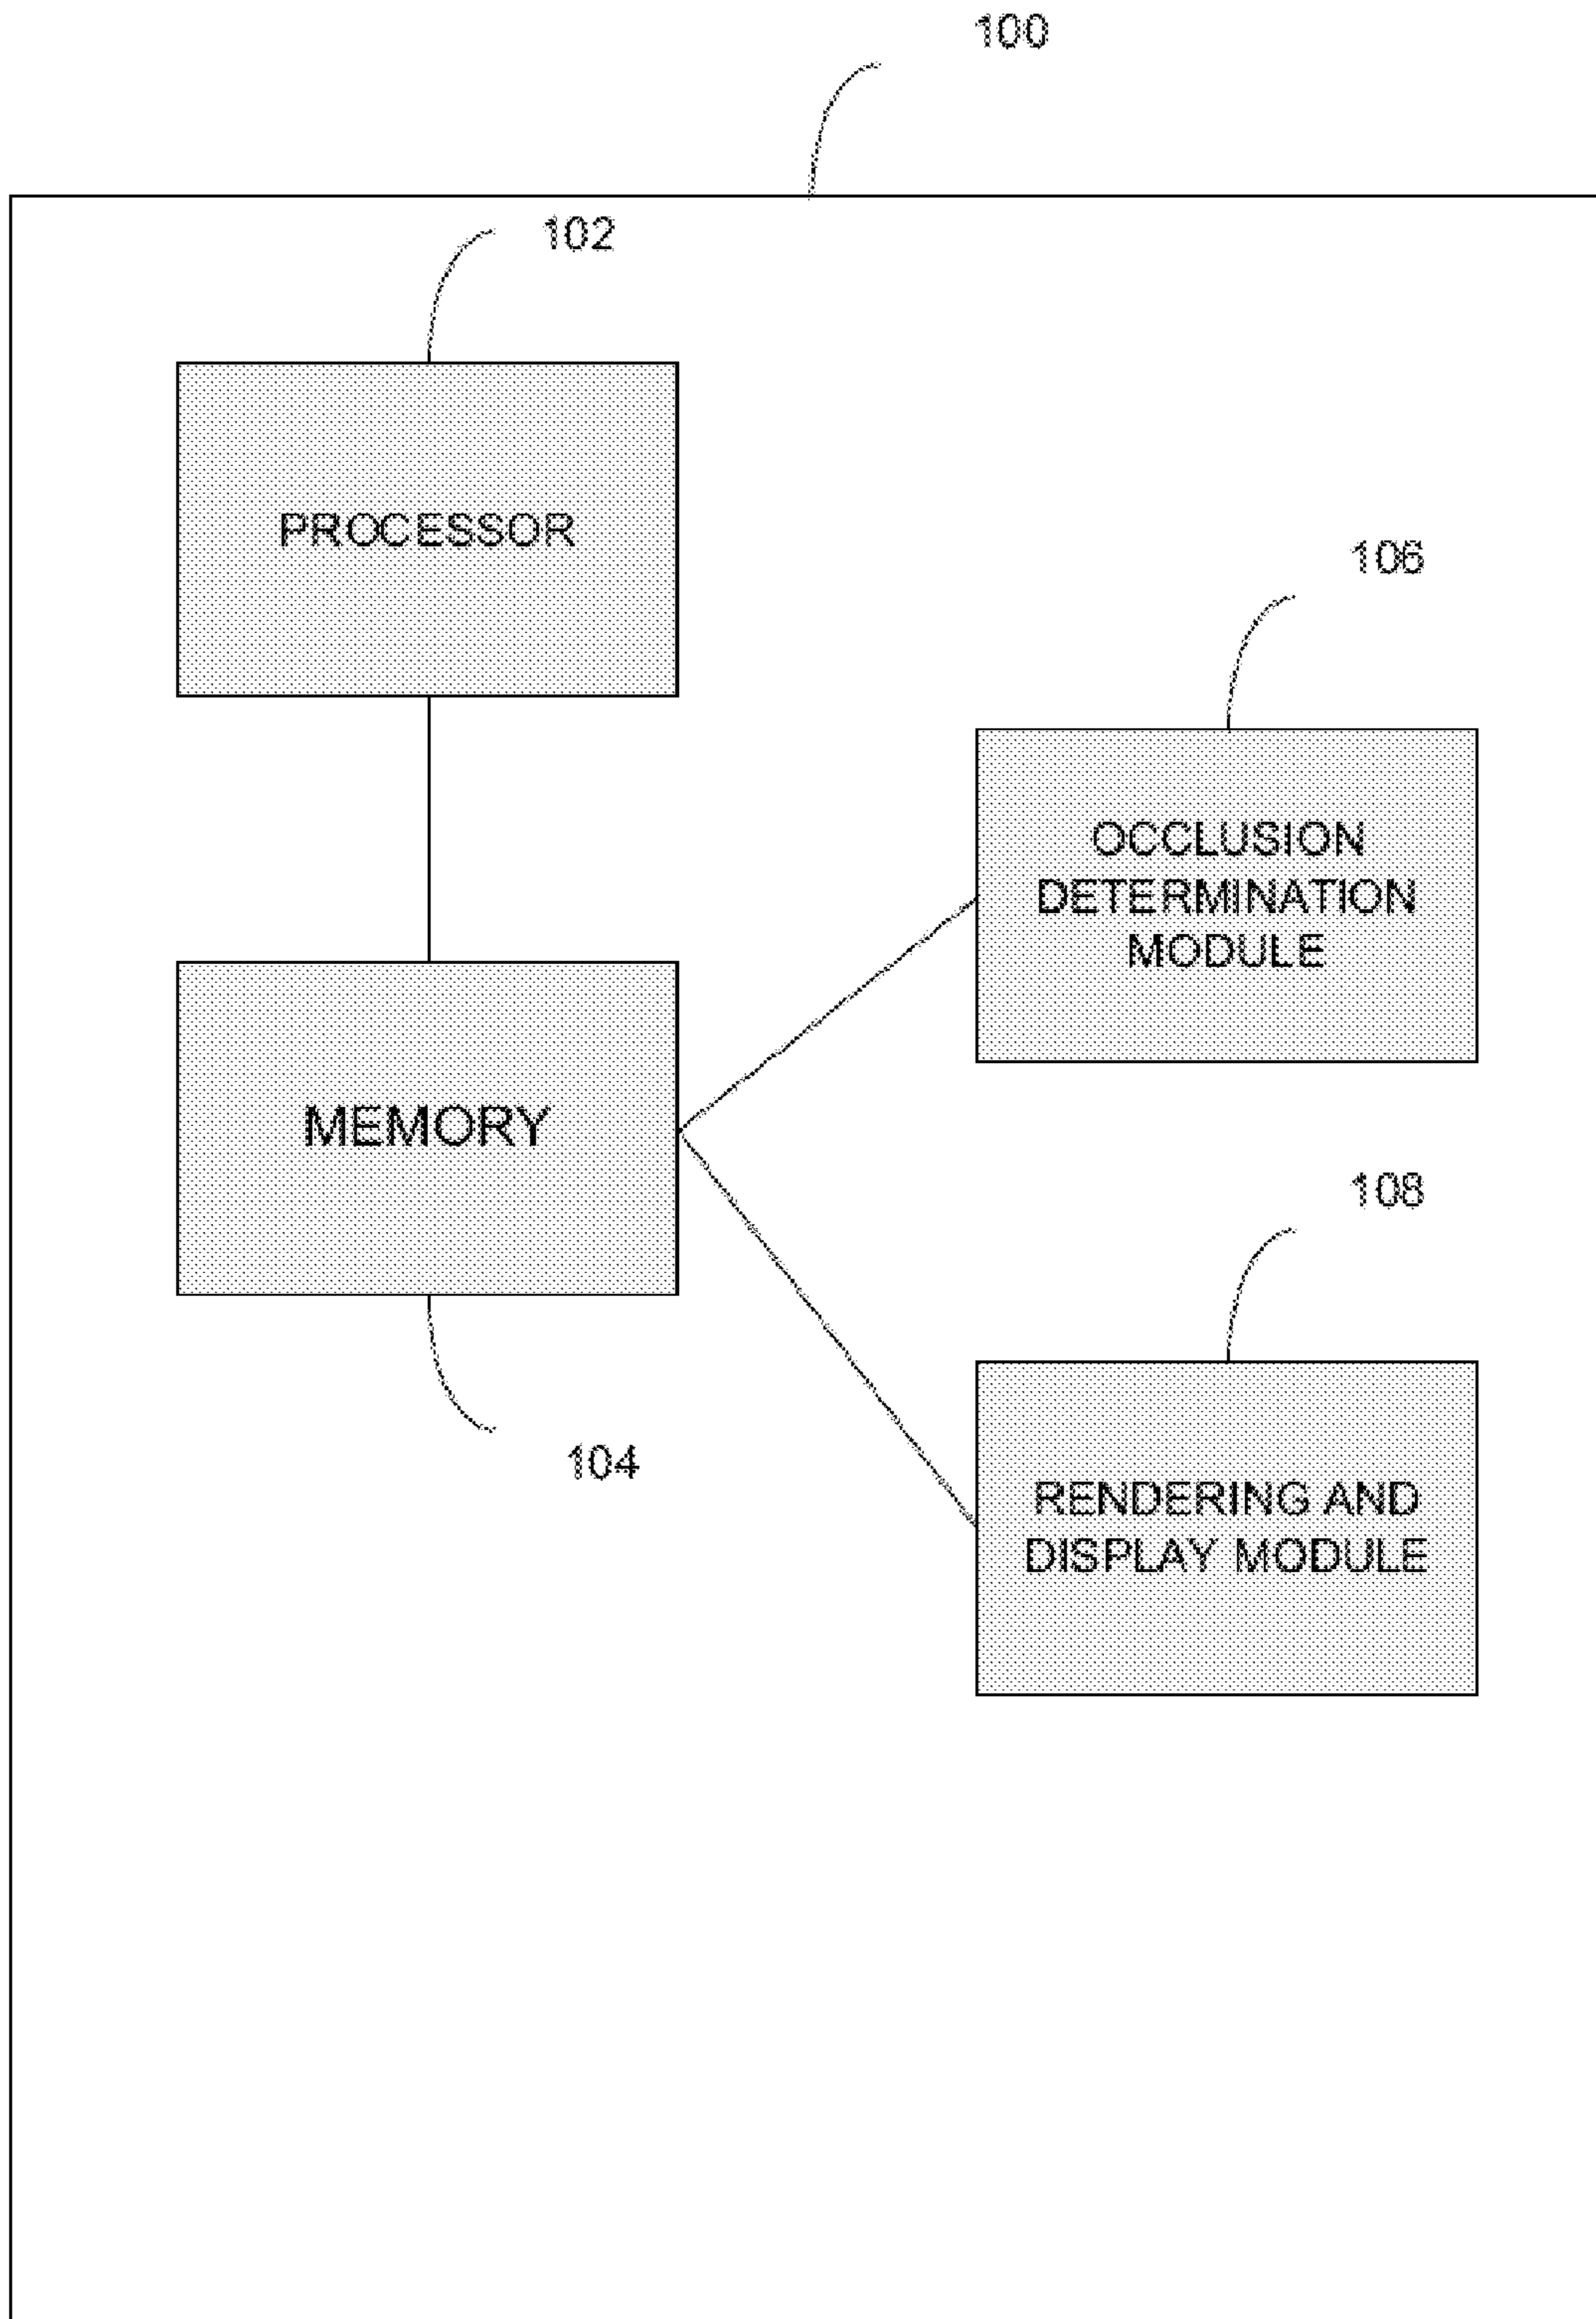 100
102
PROCESSOR
106
OCCLUSION
DETERMINATION
MODULE
MEMORY
108
104
RENDERING AND
DISPLAY MODULE